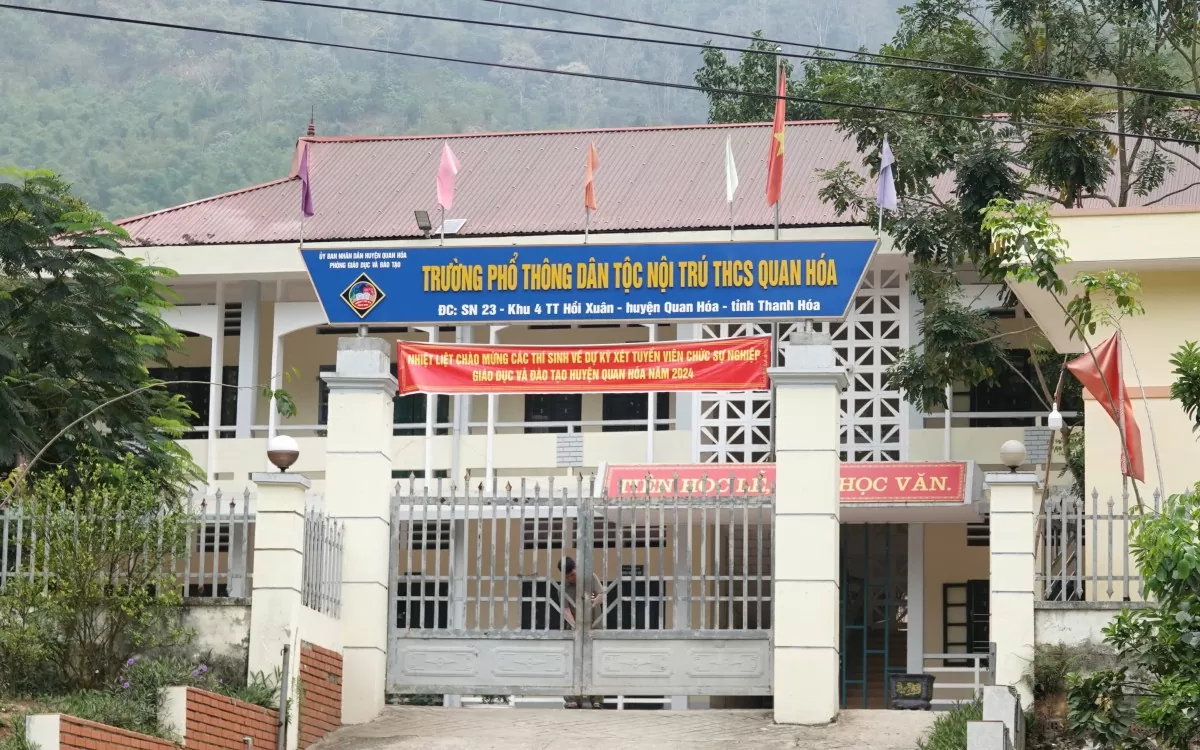 ỦY BAN NHÂN DÂN HUYỆN QUAN HÓA
PHÒNG GIÁO DỤC VÀ ĐÀO TẠO
TRƯỜNG PHỔ THÔNG DÂN TỘC NỘI TRÚ THCS QUAN HÓA
ĐC: SN 23 - Khu 4 TT Hồi Xuân - huyện Quan Hóa - tỉnh Thanh Hóa
NHIỆT LIỆT CHÀO MỪNG CÁC THÍ SINH VỀ DỰ KỲ XÉT TUYỂN VIÊN CHỨC SỰ NGHIỆP
GIÁO DỤC VÀ ĐÀO TẠO HUYỆN QUAN HÓA NĂM 2024
TIÊN HỌC LỄ, HỌC VĂN.